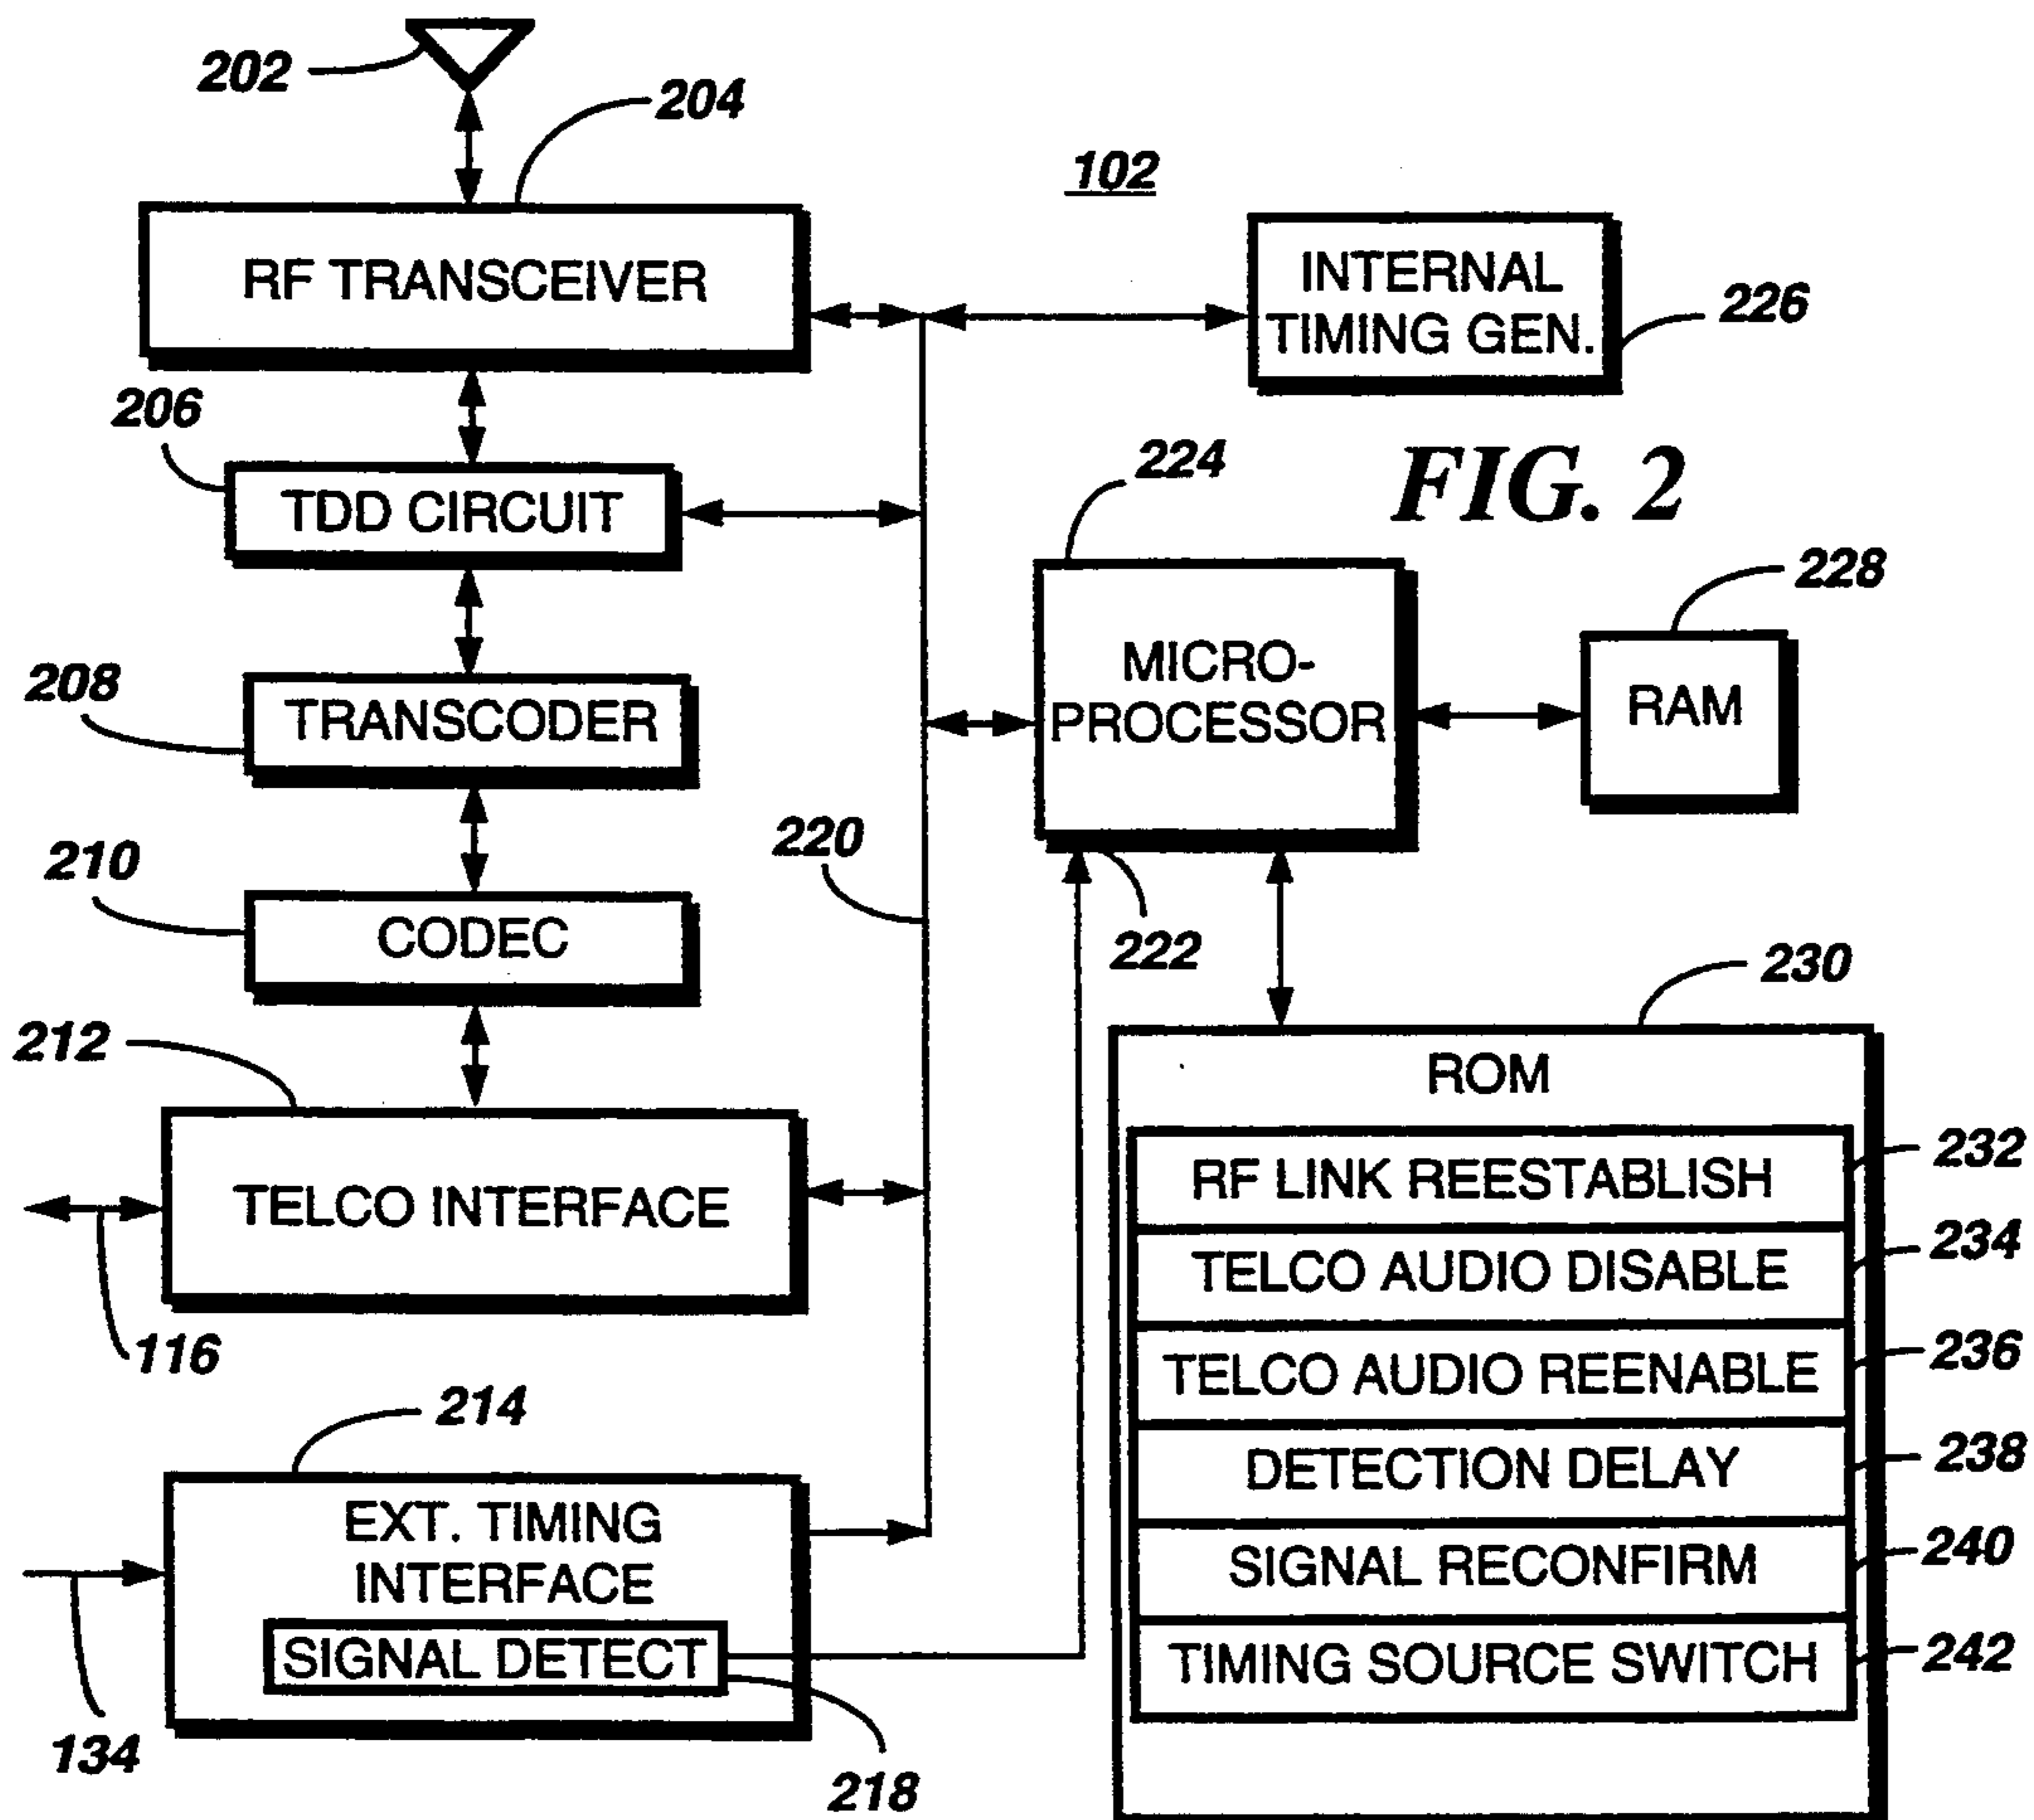 202
204
102
RF TRANSCEIVER
INTERNAL
TIMING GEN.
226
206
TDD CIRCUIT
224
FIG. 2
228
208
TRANSCODER
MICRO-
PROCESSOR
RAM
210
CODEC
220
222
230
212
ROM
TELCO INTERFACE
RF LINK REESTABLISH
232
TELCO AUDIO DISABLE
234
116
TELCO AUDIO REENABLE
236
214
DETECTION DELAY
238
EXT. TIMING
INTERFACE
SIGNAL RECONFIRM
240
SIGNAL DETECT
TIMING SOURCE SWITCH
242
134
218